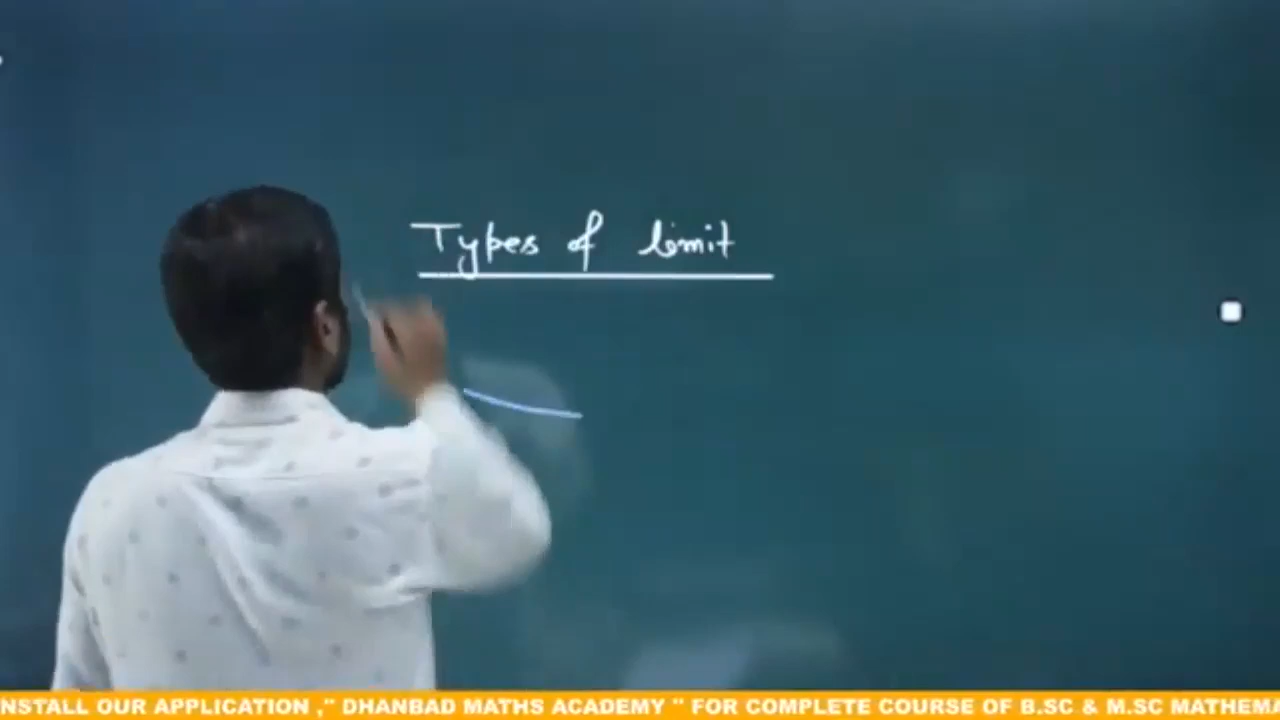 Types of limit
NSTALL OUR APPLICATION ," DHANBAD MATHS ACADEMY " FOR COMPLETE COURSE OF B.SC & M.SC MATHEMA